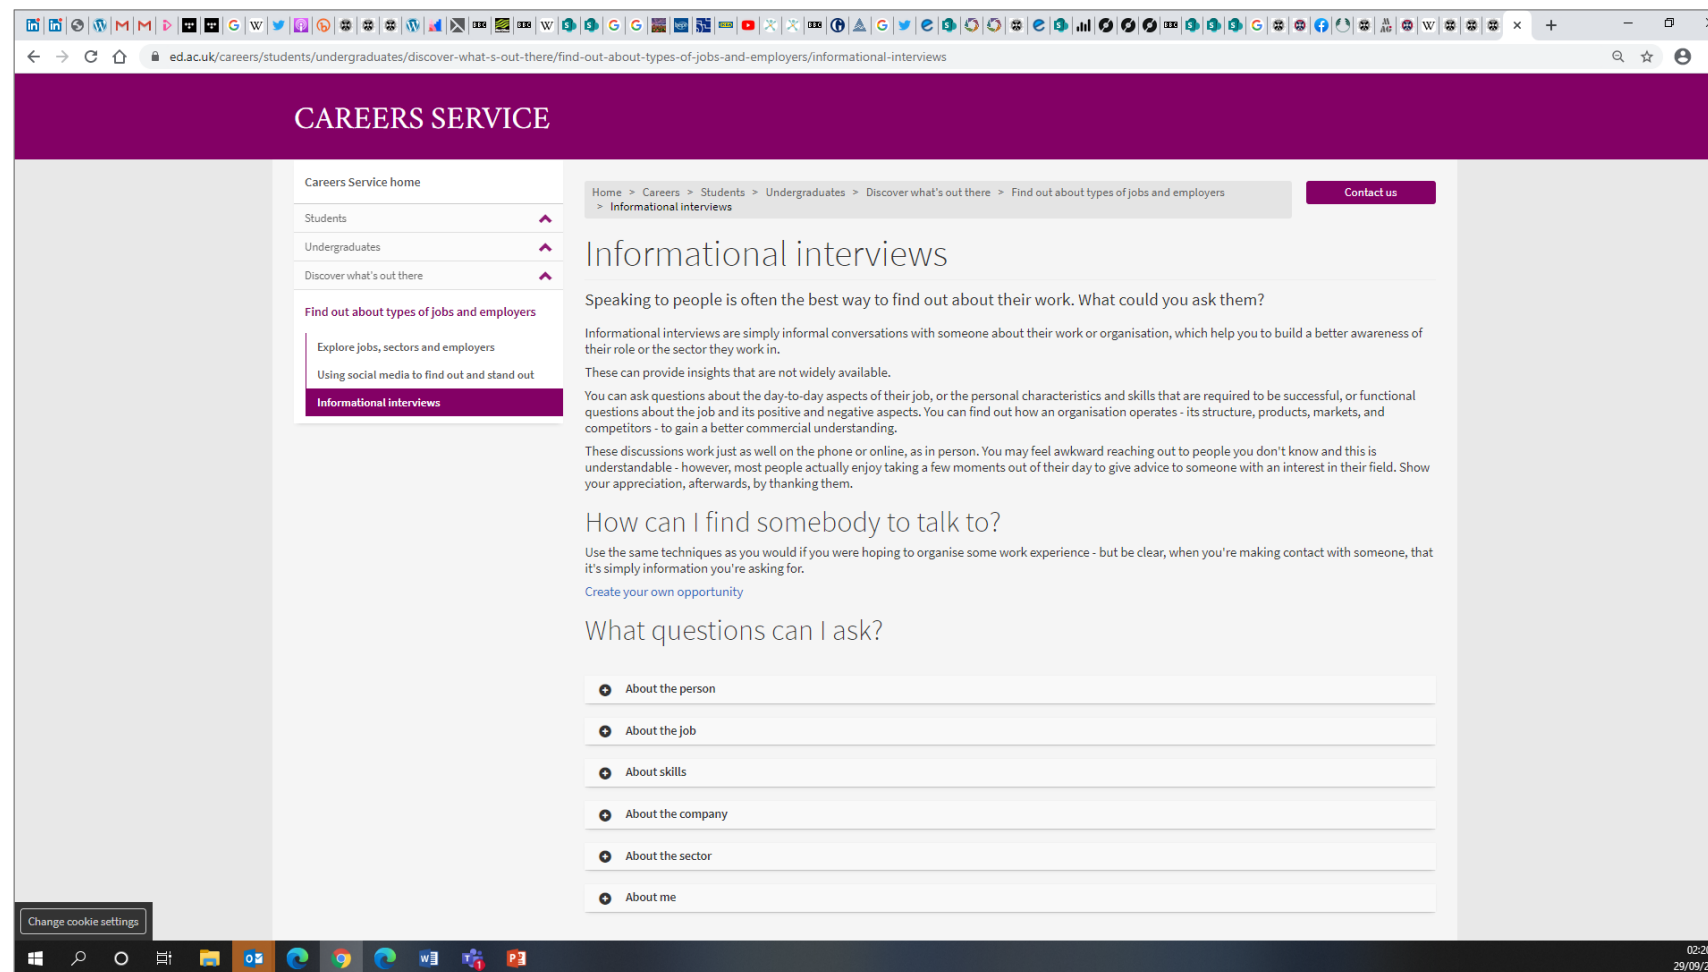 ed.ac.uk/careers/students/undergraduates/discover-what-s-out-there/find-out-about-types-of-jobs-and-employers/informational-interviews
CAREERS SERVICE
Careers Service home
Students
Undergraduates
Discover what's out there
Find out about types of jobs and employers
Explore jobs, sectors and employers
Using social media to find out and stand out
Informational interviews
Home > Careers > Students > Undergraduates > Discover what's out there > Find out about types of jobs and employers
> Informational interviews
Contact us
Informational interviews
Speaking to people is often the best way to find out about their work. What could you ask them?
Informational interviews are simply informal conversations with someone about their work or organisation, which help you to build a better awareness of
their role or the sector they work in.
These can provide insights that are not widely available.
You can ask questions about the day-to-day aspects of their job, or the personal characteristics and skills that are required to be successful, or functional
questions about the job and its positive and negative aspects. You can find out how an organisation operates - its structure, products, markets, and
competitors - to gain a better commercial understanding.
These discussions work just as well on the phone or online, as in person. You may feel awkward reaching out to people you don't know and this is
understandable - however, most people actually enjoy taking a few moments out of their day to give advice to someone with an interest in their field. Show
your appreciation, afterwards, by thanking them.
How can I find somebody to talk to?
Use the same techniques as you would if you were hoping to organise some work experience - but be clear, when you're making contact with someone, that
it's simply information you're asking for.
Create your own opportunity
What questions can I ask?
About the person
About the job
About skills
About the company
About the sector
About me
Change cookie settings